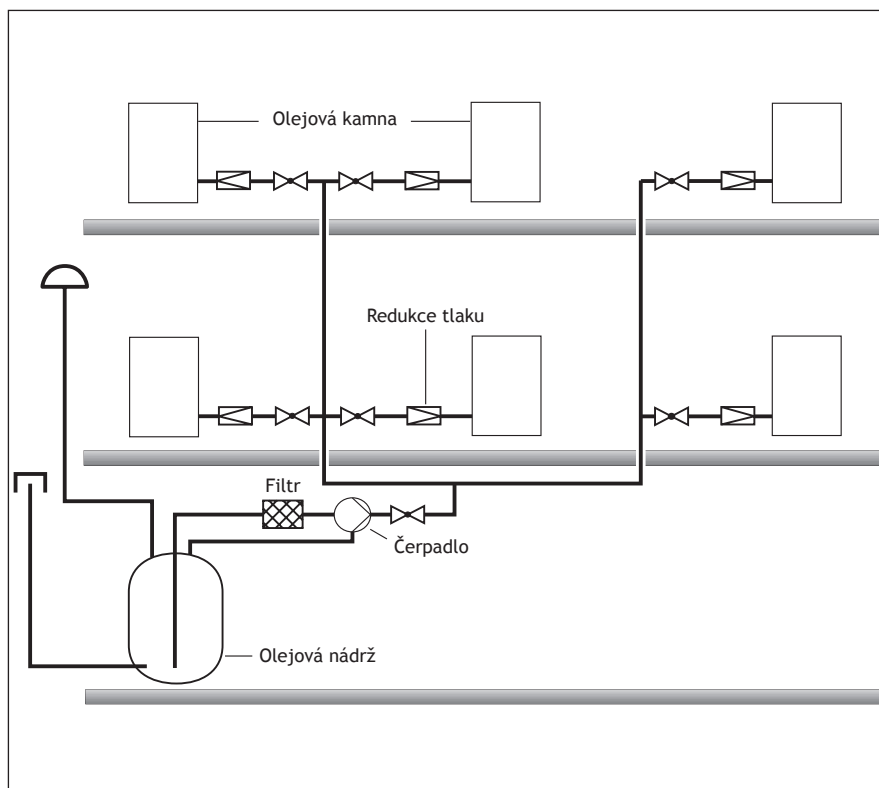 Olejová kamna
Redukce tlaku
Filtr
Čerpadlo
Olejová nádrž